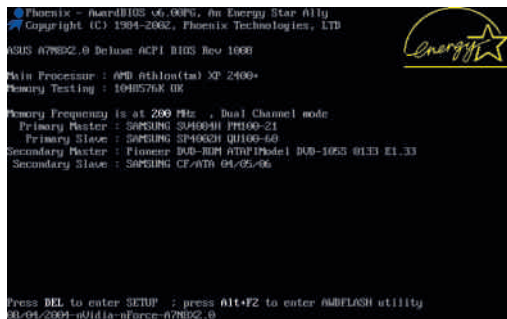 Phoenix - AwardBIOS v6.00PG, An Energy Star Ally
Copyright (C) 1984-2002, Phoenix Technologies, LTD
energy
ASUS A7N8X2.0 Deluxe ACPI BIOS Rev 1008
Main Processor : AMD Athlon(tm) XP 2400+
Memory Testing : 1048576K OK
Memory Frequency is at 200 MHz , Dual Channel mode
Primary Master : SAMSUNG SV4084H PM100-21
Primary Slave : SAMSUNG SP4002H QU100-60
Secondary Master : Pioneer DVD-ROM ATAPIModel DVD-105S 0133 E1.33
Secondary Slave : SAMSUNG CF/ATA 04/05/06
Press DEL to enter SETUP ; press Alt+F2 to enter AWDFLASH utility
08/04/2004-nVidia-nForce-A7N8X2.0